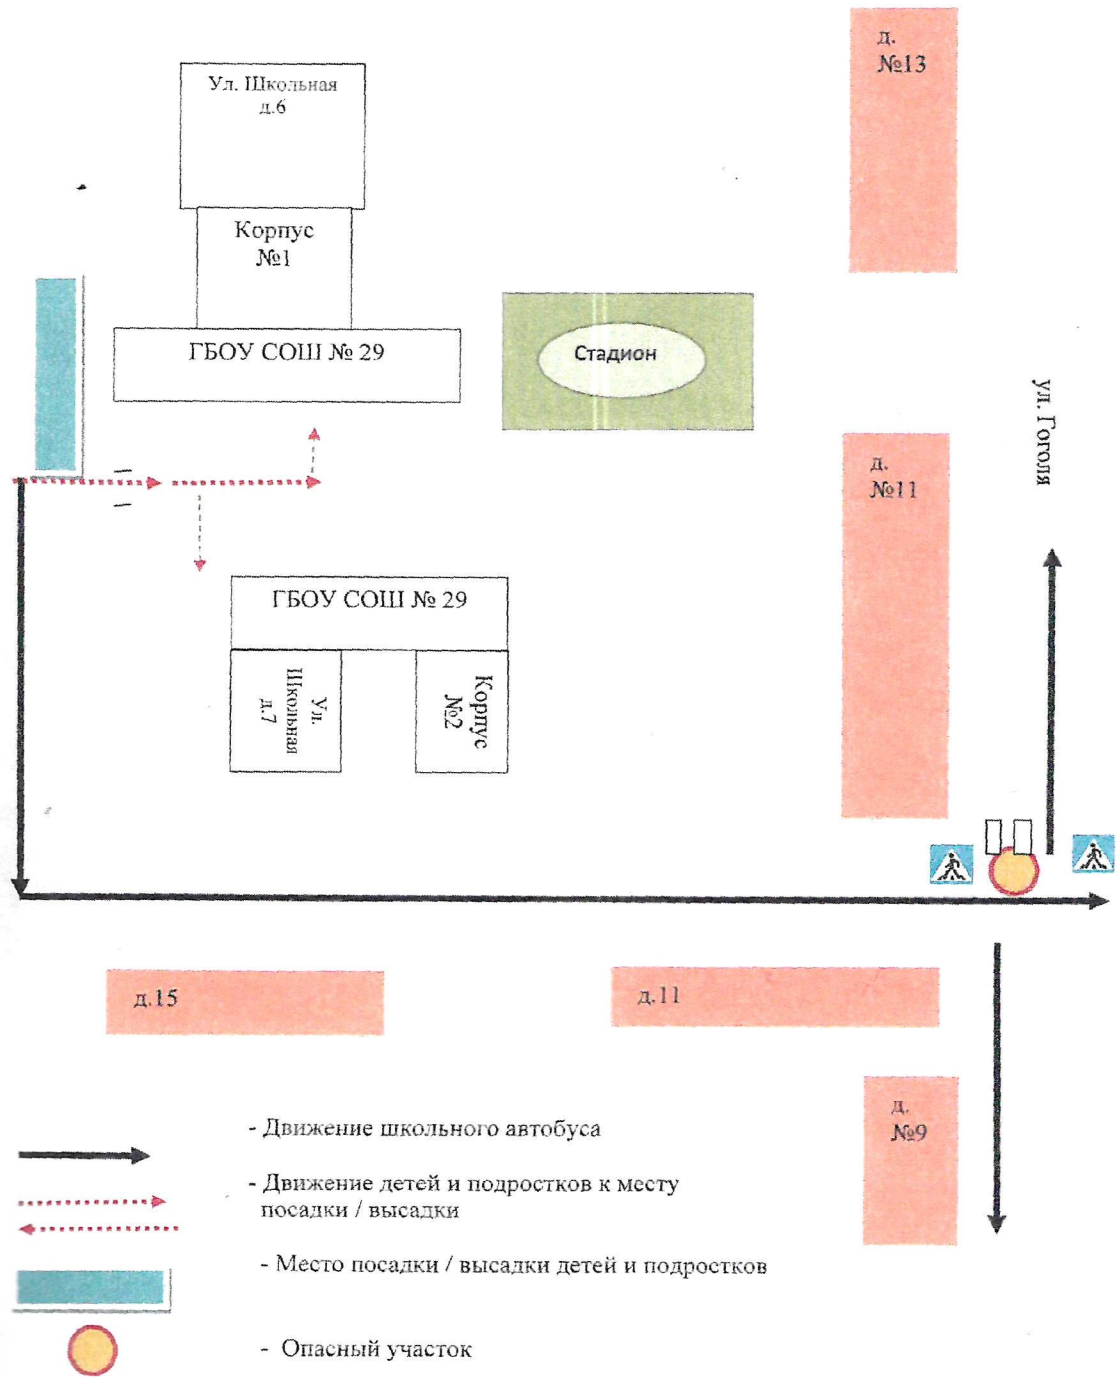 д.
№13
Ул. Школьная
д.6
Корпус
№1
ГБОУ СОШ № 29
Стадион
ул. Гоголя
д.
№11
ГБОУ СОШ № 29
Ул.
Школьная
д.7
Корпус
№2
д.15
д.11
д.
№9
- Движение школьного автобуса
- Движение детей и подростков к месту
посадки / высадки
- Место посадки / высадки детей и подростков
- Опасный участок